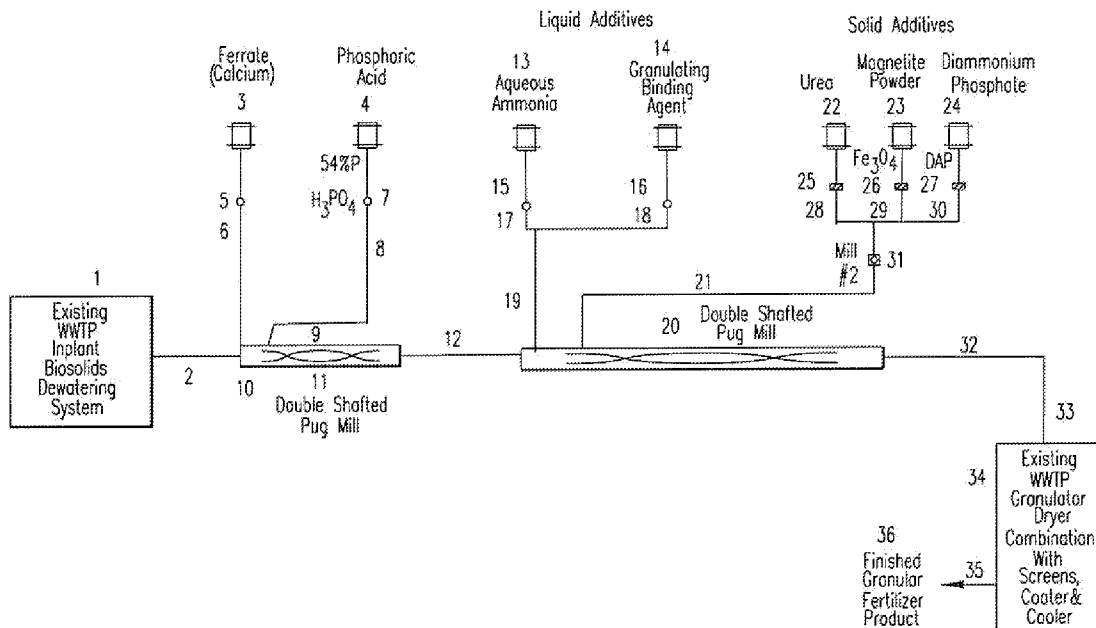 Liquid Additives
Solid Additives
Ferrate
(Calcium)
3
Phosphoric
Acid
4
13
Aqueous
Ammonia
14
Granulating
Binding
Agent
Urea
22
Magnetite
Powder
23
Diammonium
Phosphate
24
54%P
H3PO4
Fe3O4
DAP
5
6
7
8
15
17
16
18
25
28
26
29
27
30
Mill
#2
31
1
Existing
WWTP
Inplant
Biosolids
Dewatering
System
2
9
10
11
Double Shafted
Pug Mill
12
19
21
20
Double Shafted
Pug Mill
32
33
34
Existing
WWTP
Granulator
Dryer
Combination
With
Screens,
Coater&
Cooler
35
36
Finished
Granular
Fertilizer
Product